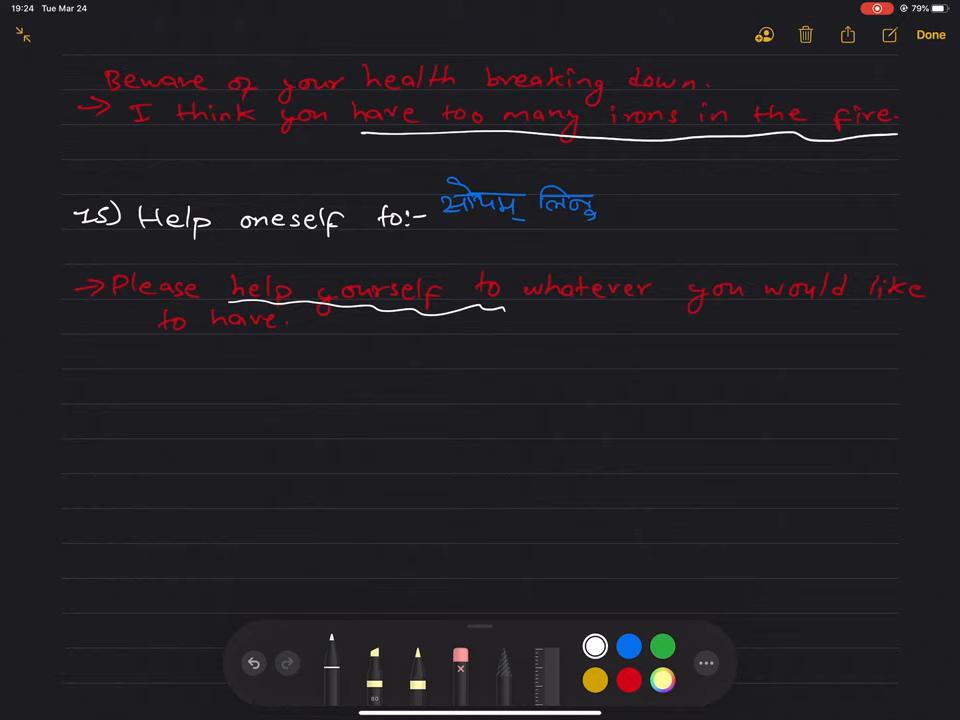 19:24 Tue Mar 24
79%
Done
Beware of your health breaking down.
→ I think you have too many irons in the fire.
15) Help oneself to:- लिनु
→ Please help yourself to whatever you would like
to have.
80